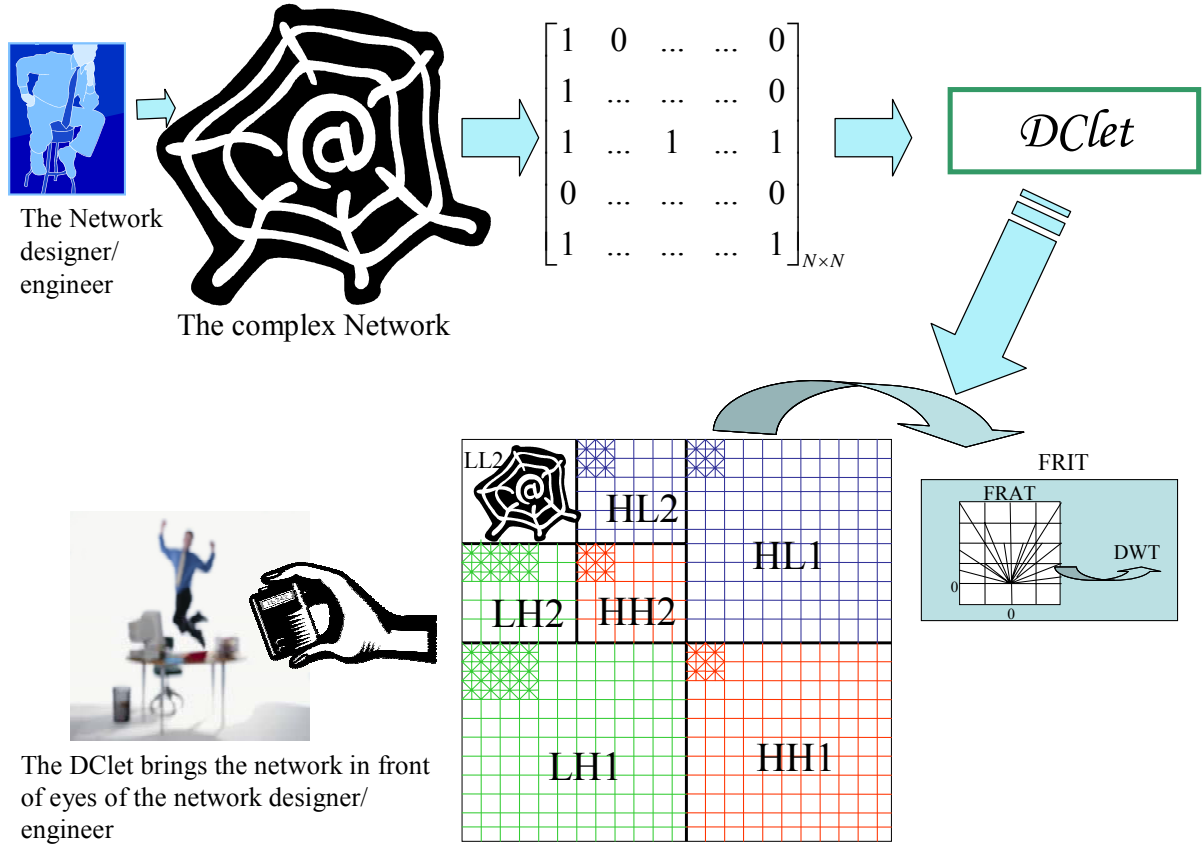 1 0 ... ... 0
1 ... ... ... 0
1 ... 1 ... 1
0 ... ... ... 0
1 ... ... ... 1
N×N
@
DClet
The Network
designer/
engineer
The complex Network
LL2
@
HL2
HL1
LH2
HH2
LH1
HH1
FRIT
FRAT
DWT
0
0
The DClet brings the network in front
of eyes of the network designer/
engineer